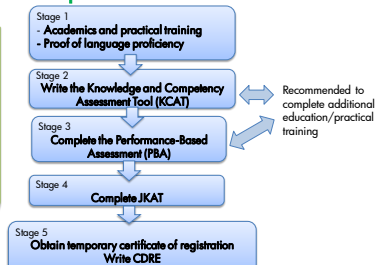 Stage 1
- Academics and practical training
- Proof of language proficiency
Stage 2
Write the Knowledge and Competency
Assessment Tool (KCAT)
Recommended to
complete additional
education/practical
training
Stage 3
Complete the Performance-Based
Assessment (PBA)
Stage 4
Complete JKAT
Stage 5
Obtain temporary certificate of registration
Write CDRE